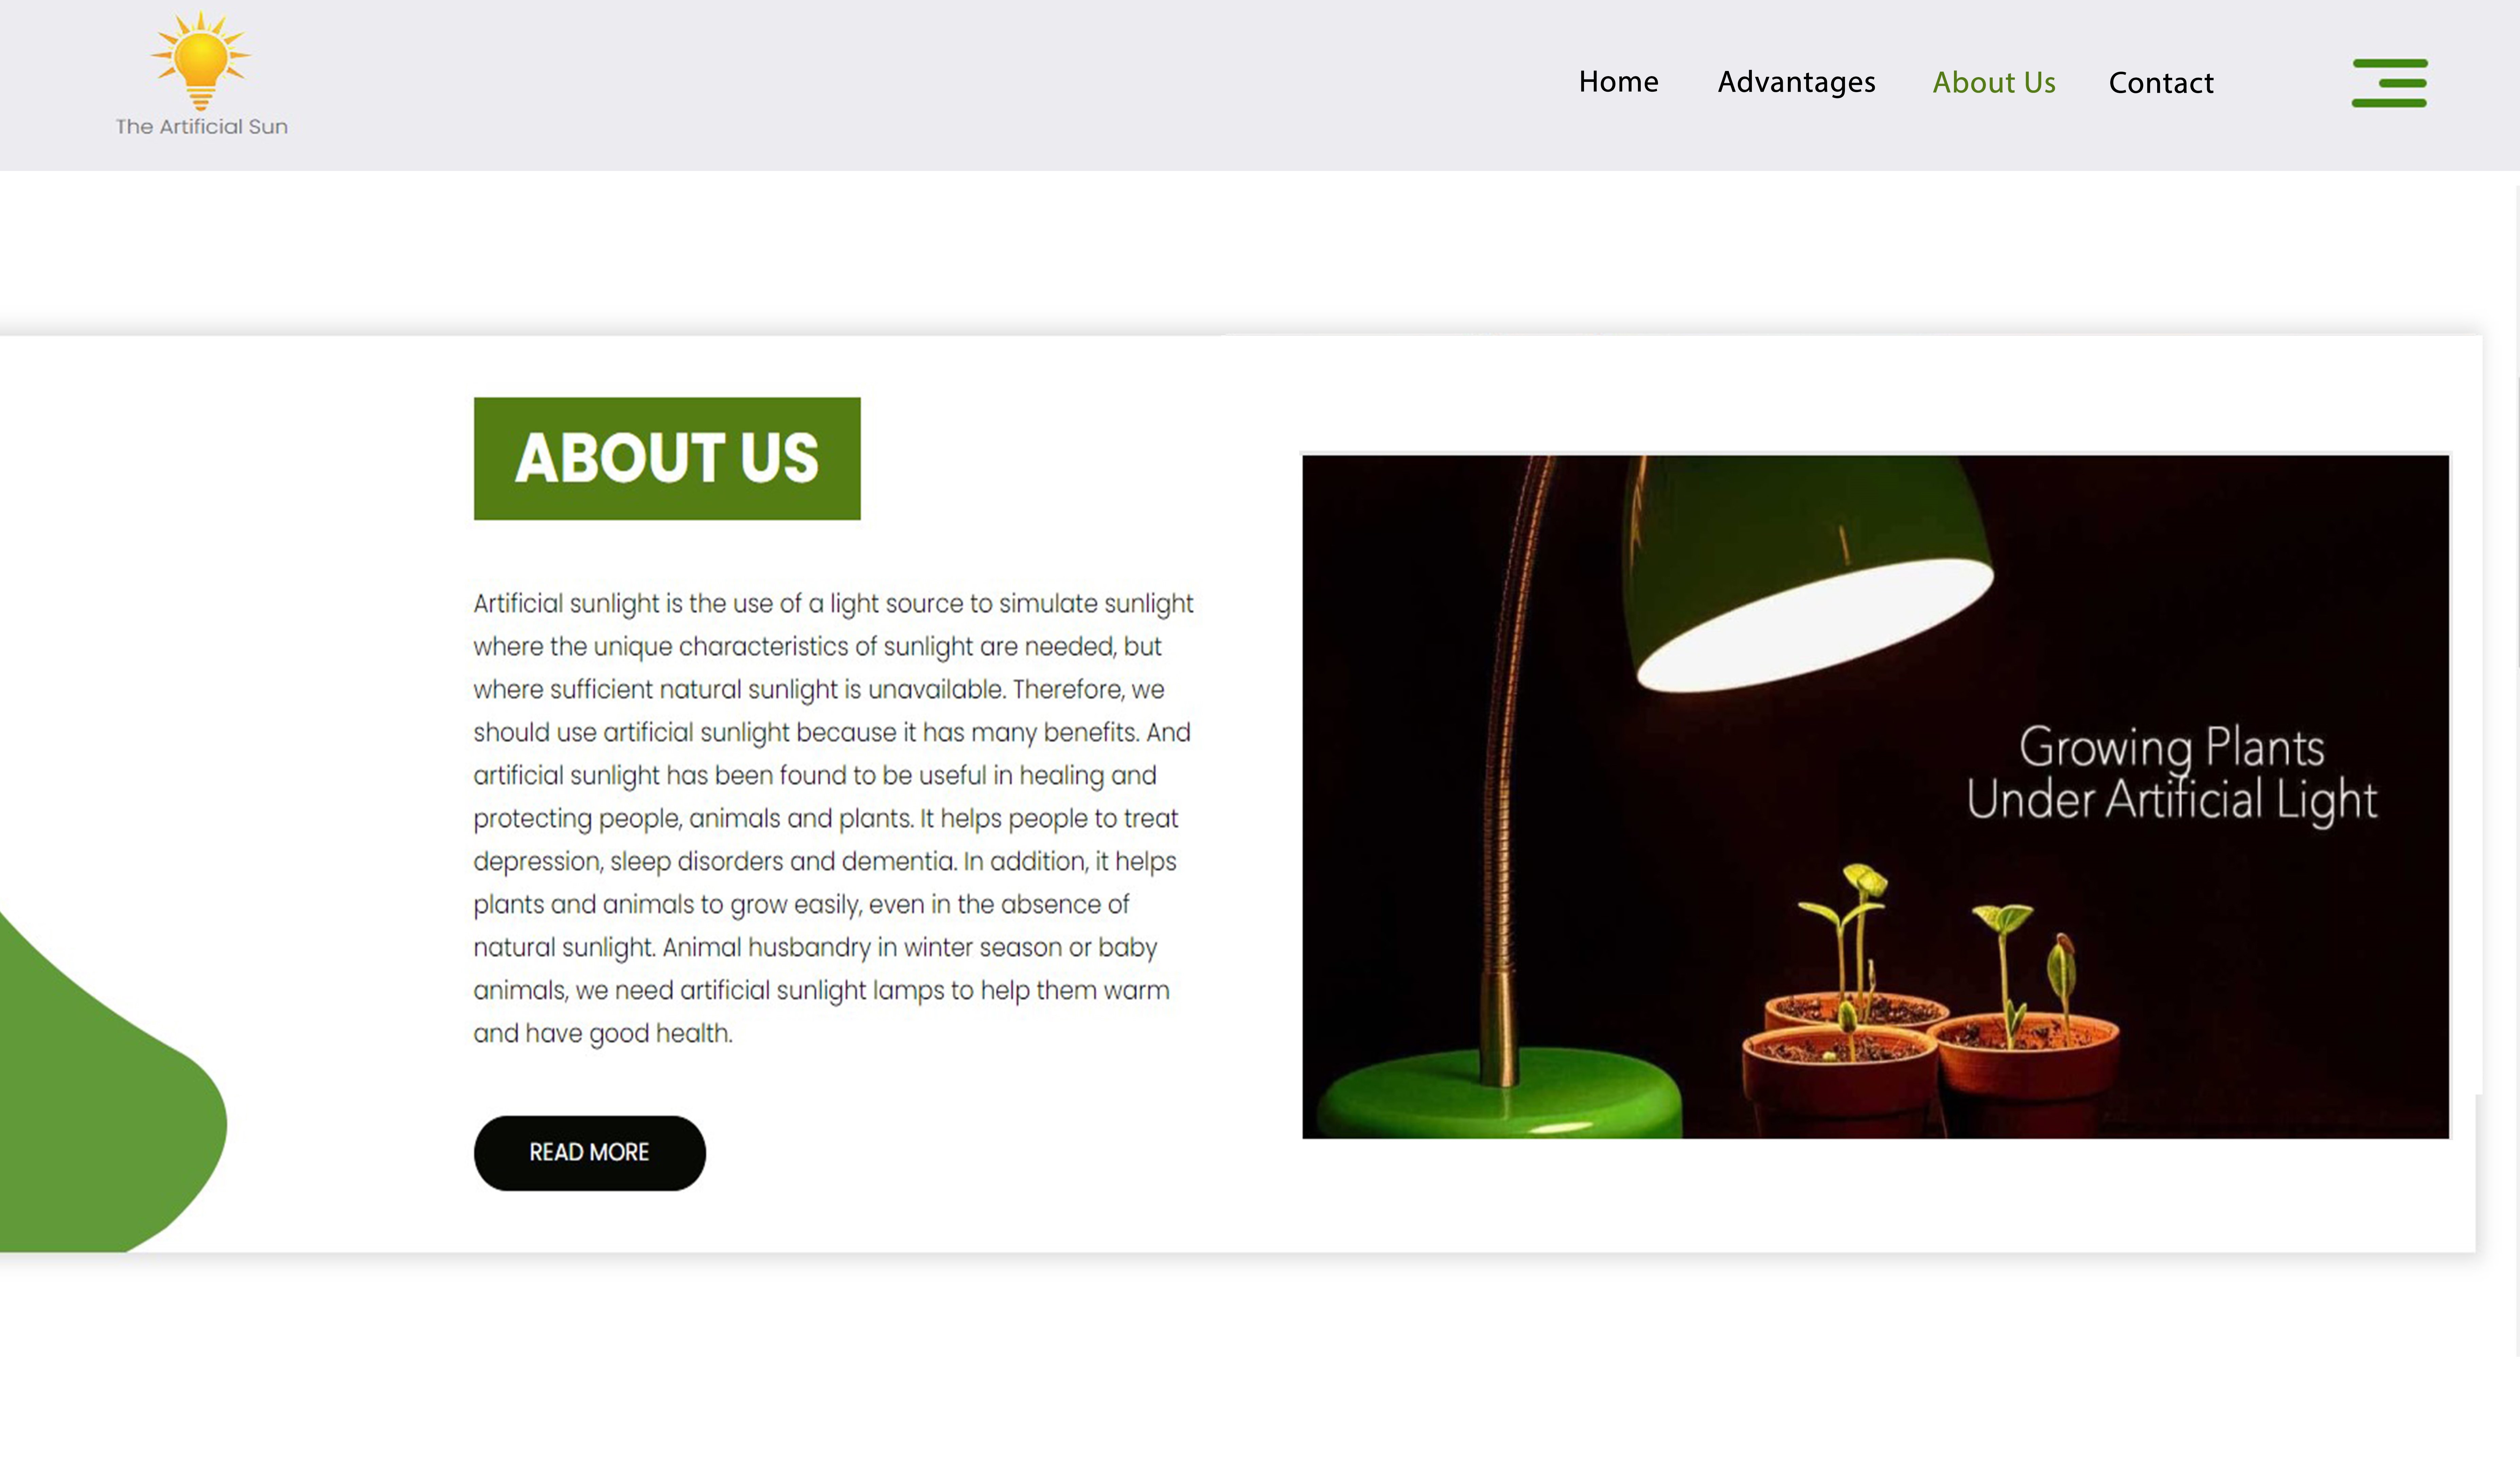 The Artificial Sun
Home
Advantages
About Us
Contact
ABOUT US
Artificial sunlight is the use of a light source to simulate sunlight
where the unique characteristics of sunlight are needed, but
where sufficient natural sunlight is unavailable. Therefore, we
should use artificial sunlight because it has many benefits. And
artificial sunlight has been found to be useful in healing and
protecting people, animals and plants. It helps people to treat
depression, sleep disorders and dementia. In addition, it helps
plants and animals to grow easily, even in the absence of
natural sunlight. Animal husbandry in winter season or baby
animals, we need artificial sunlight lamps to help them warm
and have good health.
READ MORE
Growing Plants
Under Artificial Light